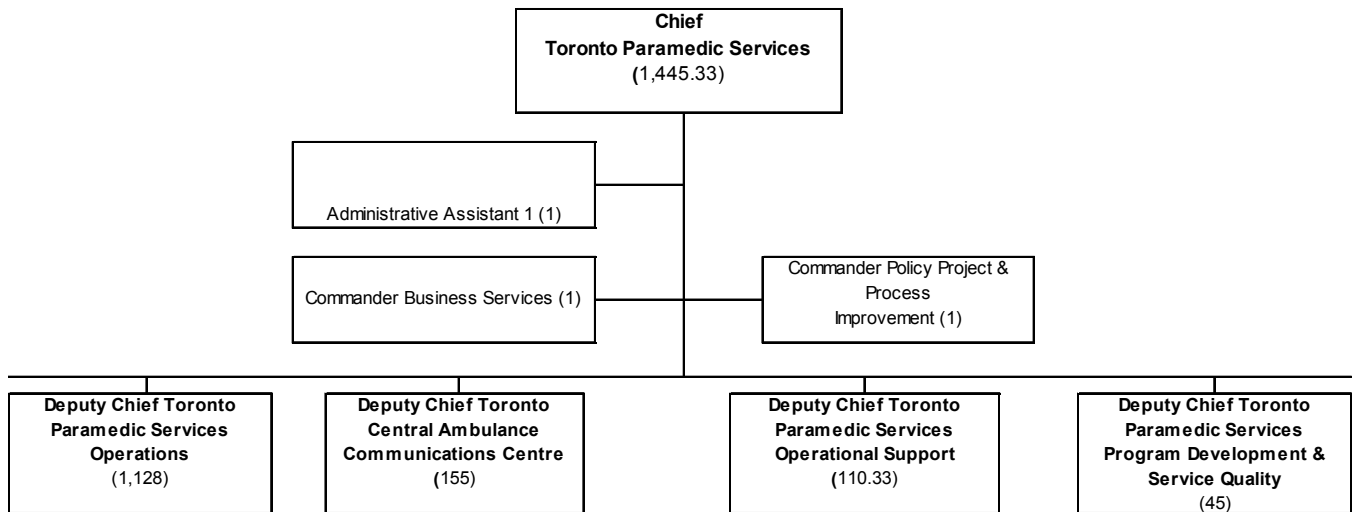 Chief
Toronto Paramedic Services
(1,445.33)
Administrative Assistant 1 (1)
Commander Business Services (1)
Commander Policy Project &
Process
Improvement (1)
Deputy Chief Toronto
Paramedic Services
Operations
(1,128)
Deputy Chief Toronto
Central Ambulance
Communications Centre
(155)
Deputy Chief Toronto
Paramedic Services
Operational Support
(110.33)
Deputy Chief Toronto
Paramedic Services
Program Development &
Service Quality
(45)